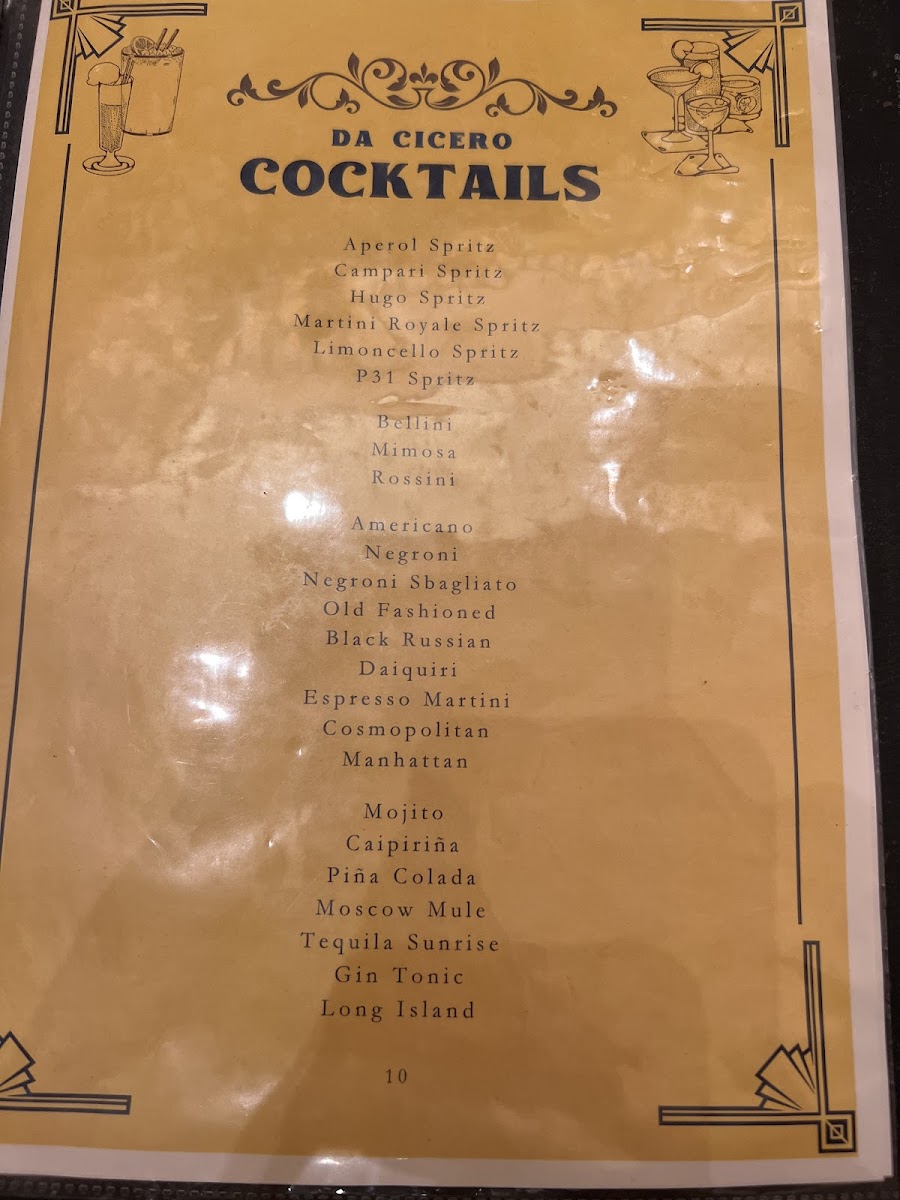 DA CICERO
COCKTAILS
Aperol Spritz
Campari Spritz
Hugo Spritz
Martini Royale Spritz
Limoncello Spritz
P31 Spritz
Bellini
Mimosa
Rossini
Americano
Negroni
Negroni Sbagliato
Old Fashioned
Black Russian
Daiquiri
Espresso Martini
Cosmopolitan
Manhattan
Mojito
Caipiriña
Piña Colada
Moscow Mule
Tequila Sunrise
Gin Tonic
Long Island
10